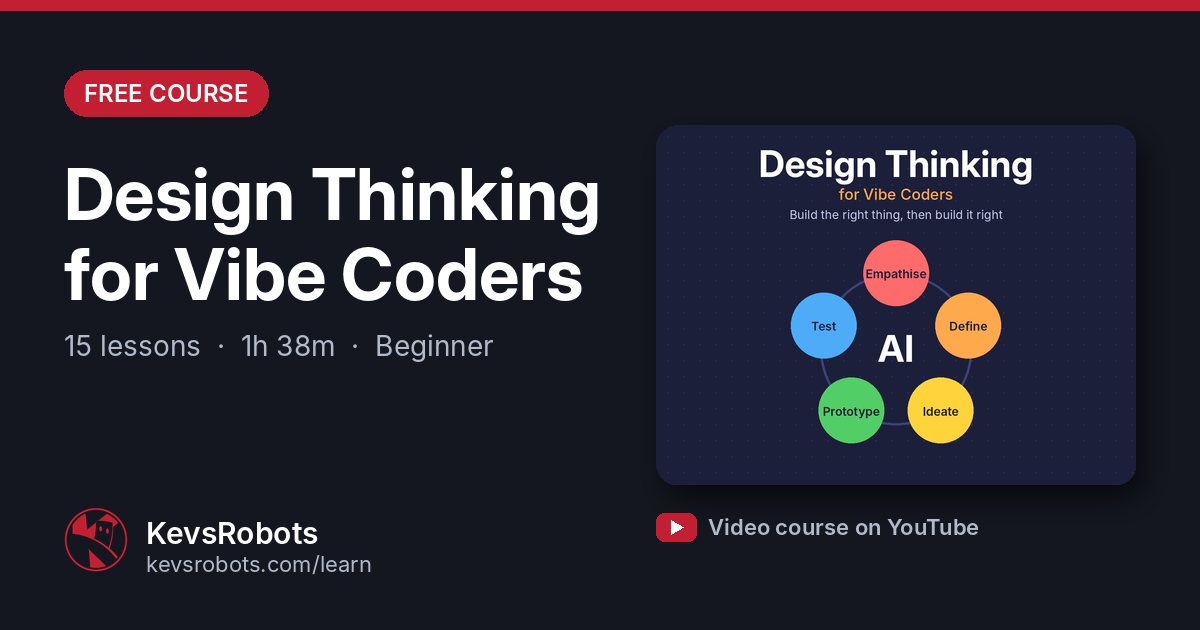 FREE COURSE
Design Thinking
for Vibe Coders
15 lessons · 1h 38m · Beginner
KevsRobots
kevsrobots.com/learn
Design Thinking
for Vibe Coders
Build the right thing, then build it right
Empathise
Test
Define
AI
Prototype
Ideate
Video course on YouTube